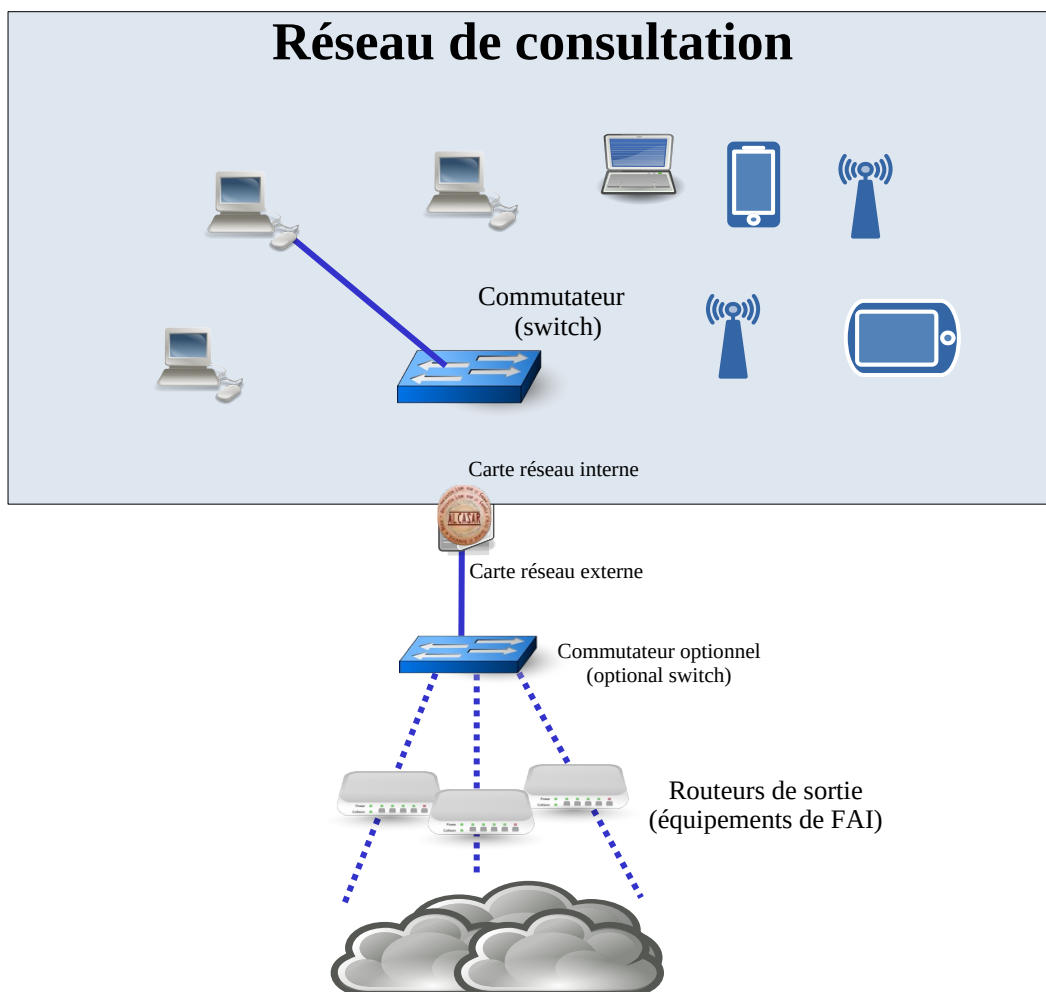 Réseau de consultation
Commutateur
(switch)
Carte réseau interne
ALCASAR
Carte réseau externe
Commutateur optionnel
(optional switch)
Routeurs de sortie
(équipements de FAI)